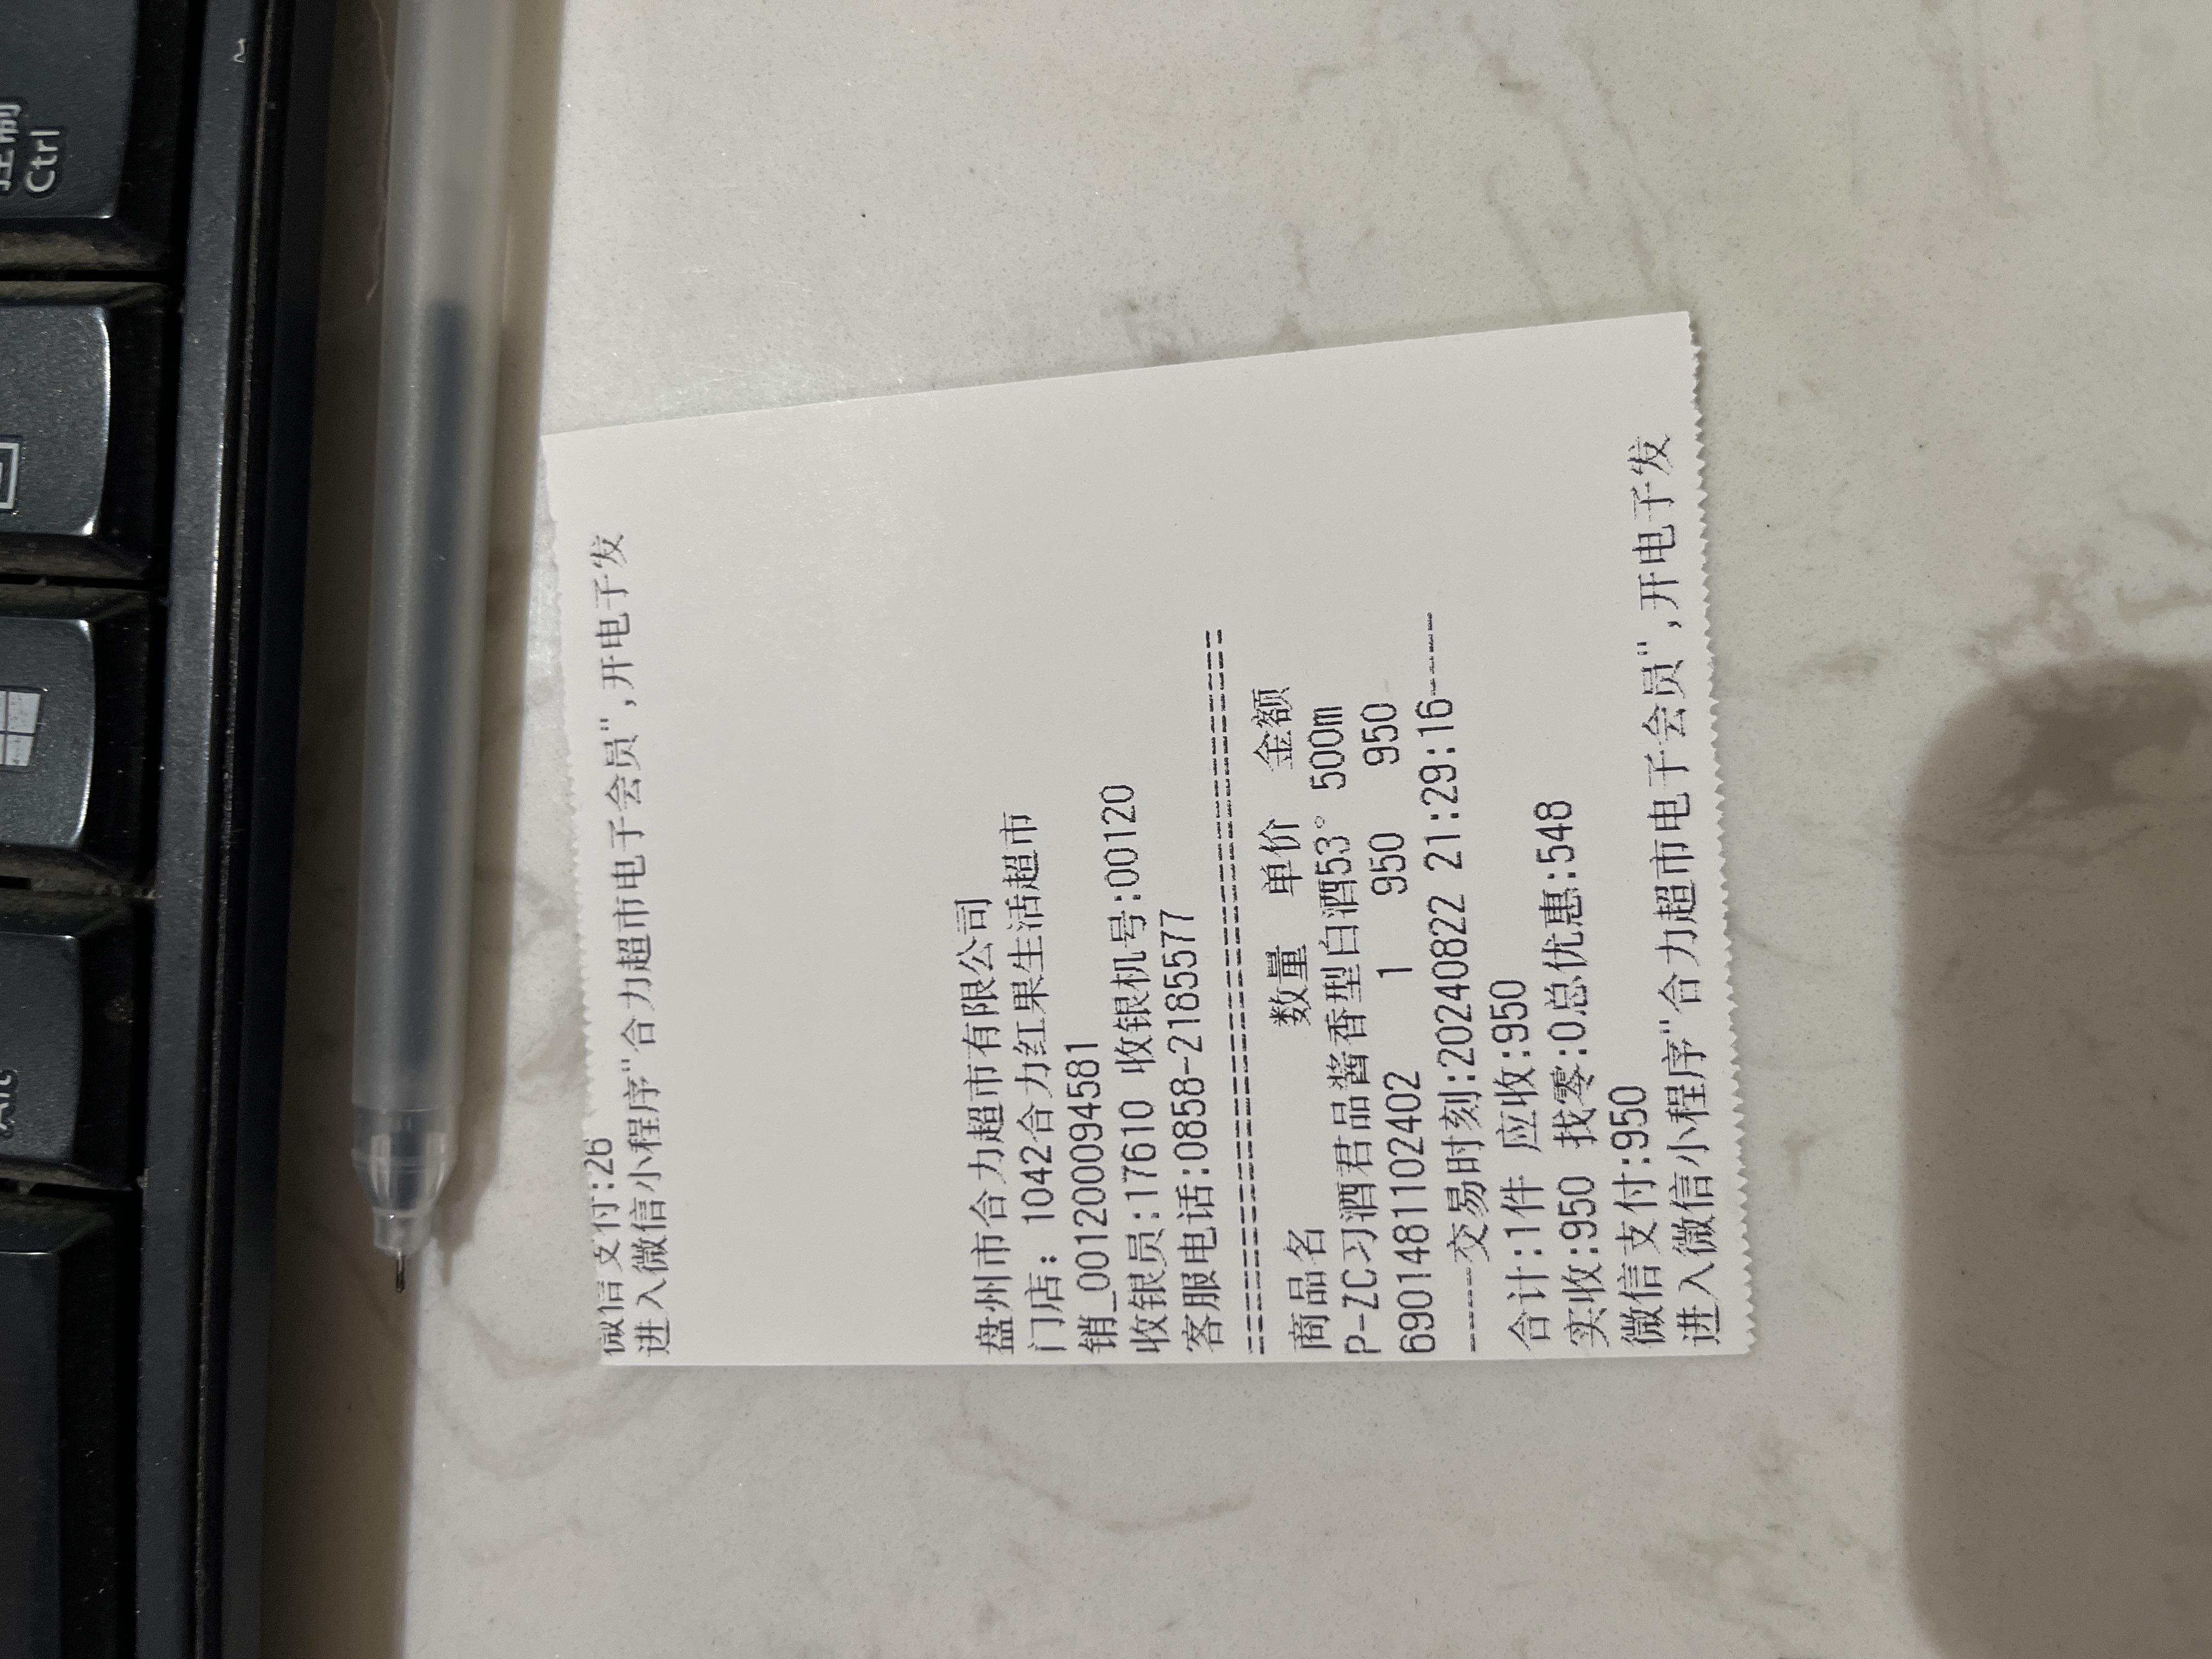 微信支付:26
进入微信小程序"合力超市电子会员",开电子发
盘州市合力超市有限公司
门店: 1042合力红果生活超市
销_00120009458​1
收银员:17610 收银机号:00120
客服电话:0858-2185577
================================
商品名 数量 单价 金额
P-ZC习酒君品酱香型白酒53° 500m
6901481102402 1 950 950
----交易时刻:20240822 21:29:16----
合计:1件 应收:950
实收:950 找零:0总优惠:548
微信支付:950
进入微信小程序"合力超市电子会员",开电子发
控制
Ctrl
Alt